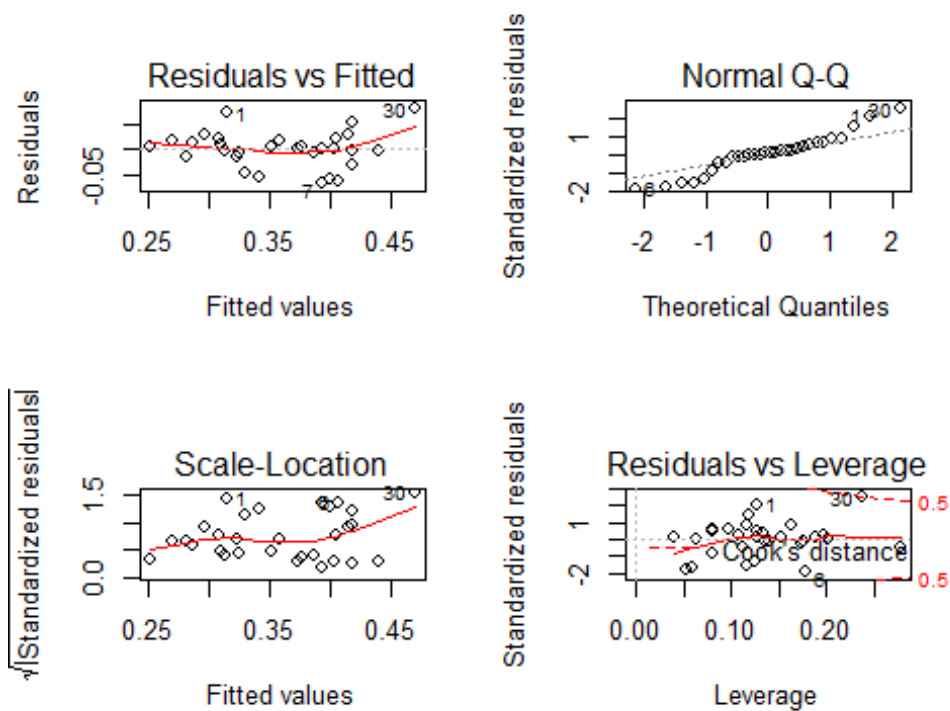 Residuals vs Fitted
Residuals
-0.05
1
30
7
0.25 0.35 0.45
Fitted values
Normal Q-Q
Standardized residuals
-2 1
1 30
6
-2 -1 0 1 2
Theoretical Quantiles
Scale-Location
√|Standardized residuals|
0.0 1.5
1
30
0.25 0.35 0.45
Fitted values
Residuals vs Leverage
Standardized residuals
-2 1
1
30
0.5
Cook's distance
6
0.5
0.00 0.10 0.20
Leverage